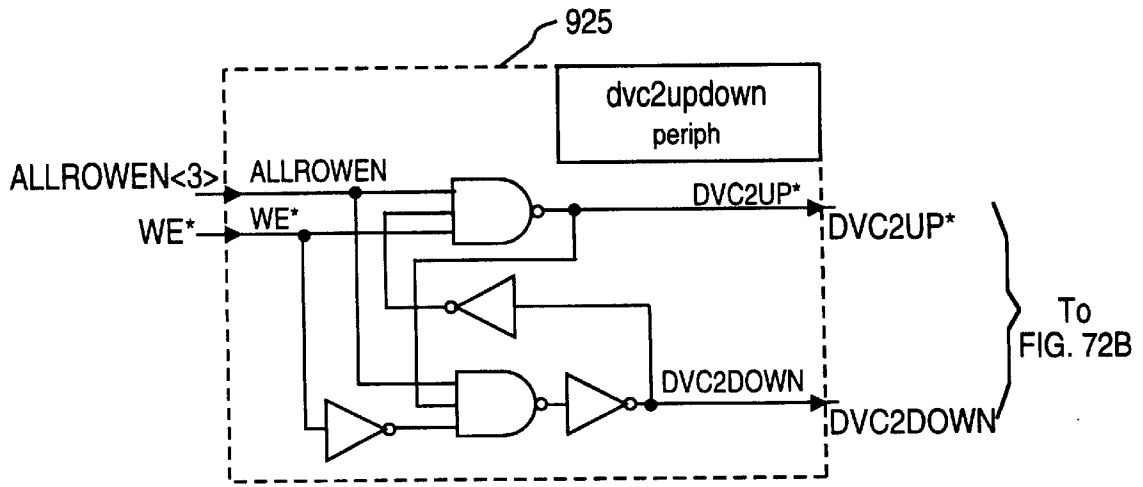 925
dvc2updown
periph
ALLROWEN<3>
ALLROWEN
WE*
WE*
DVC2UP*
DVC2UP*
To
FIG. 72B
DVC2DOWN
DVC2DOWN